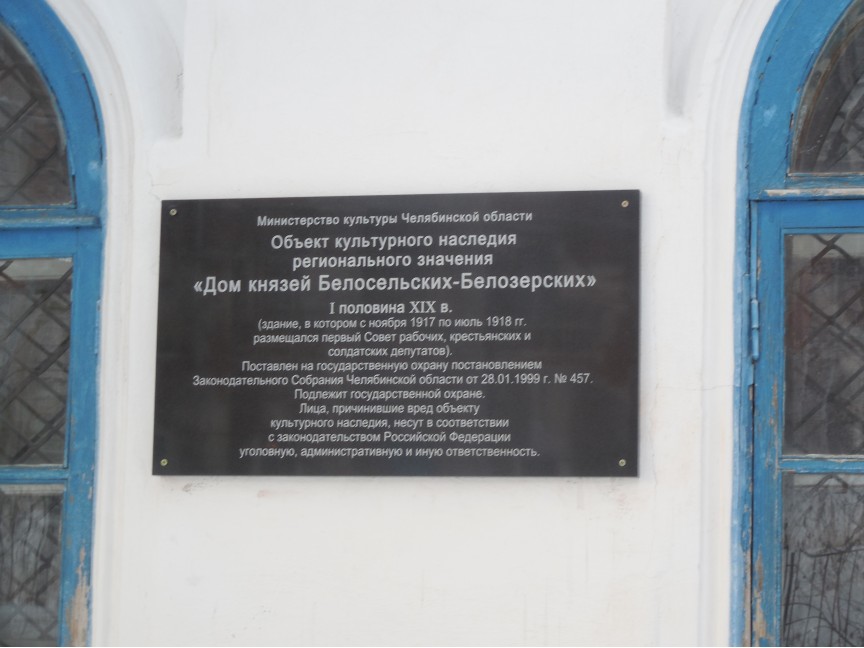 Министерство культуры Челябинской области
Объект культурного наследия
регионального значения
«Дом князей Белосельских-Белозерских»
I половина XIX в.
(здание, в котором с ноября 1917 по июль 1918 гг.
размещался первый Совет рабочих, крестьянских и
солдатских депутатов).
Поставлен на государственную охрану постановлением
Законодательного Собрания Челябинской области от 28.01.1999 г. № 457.
Подлежит государственной охране.
Лица, причинившие вред объекту
культурного наследия, несут в соответствии
с законодательством Российской Федерации
уголовную, административную и иную ответственность.